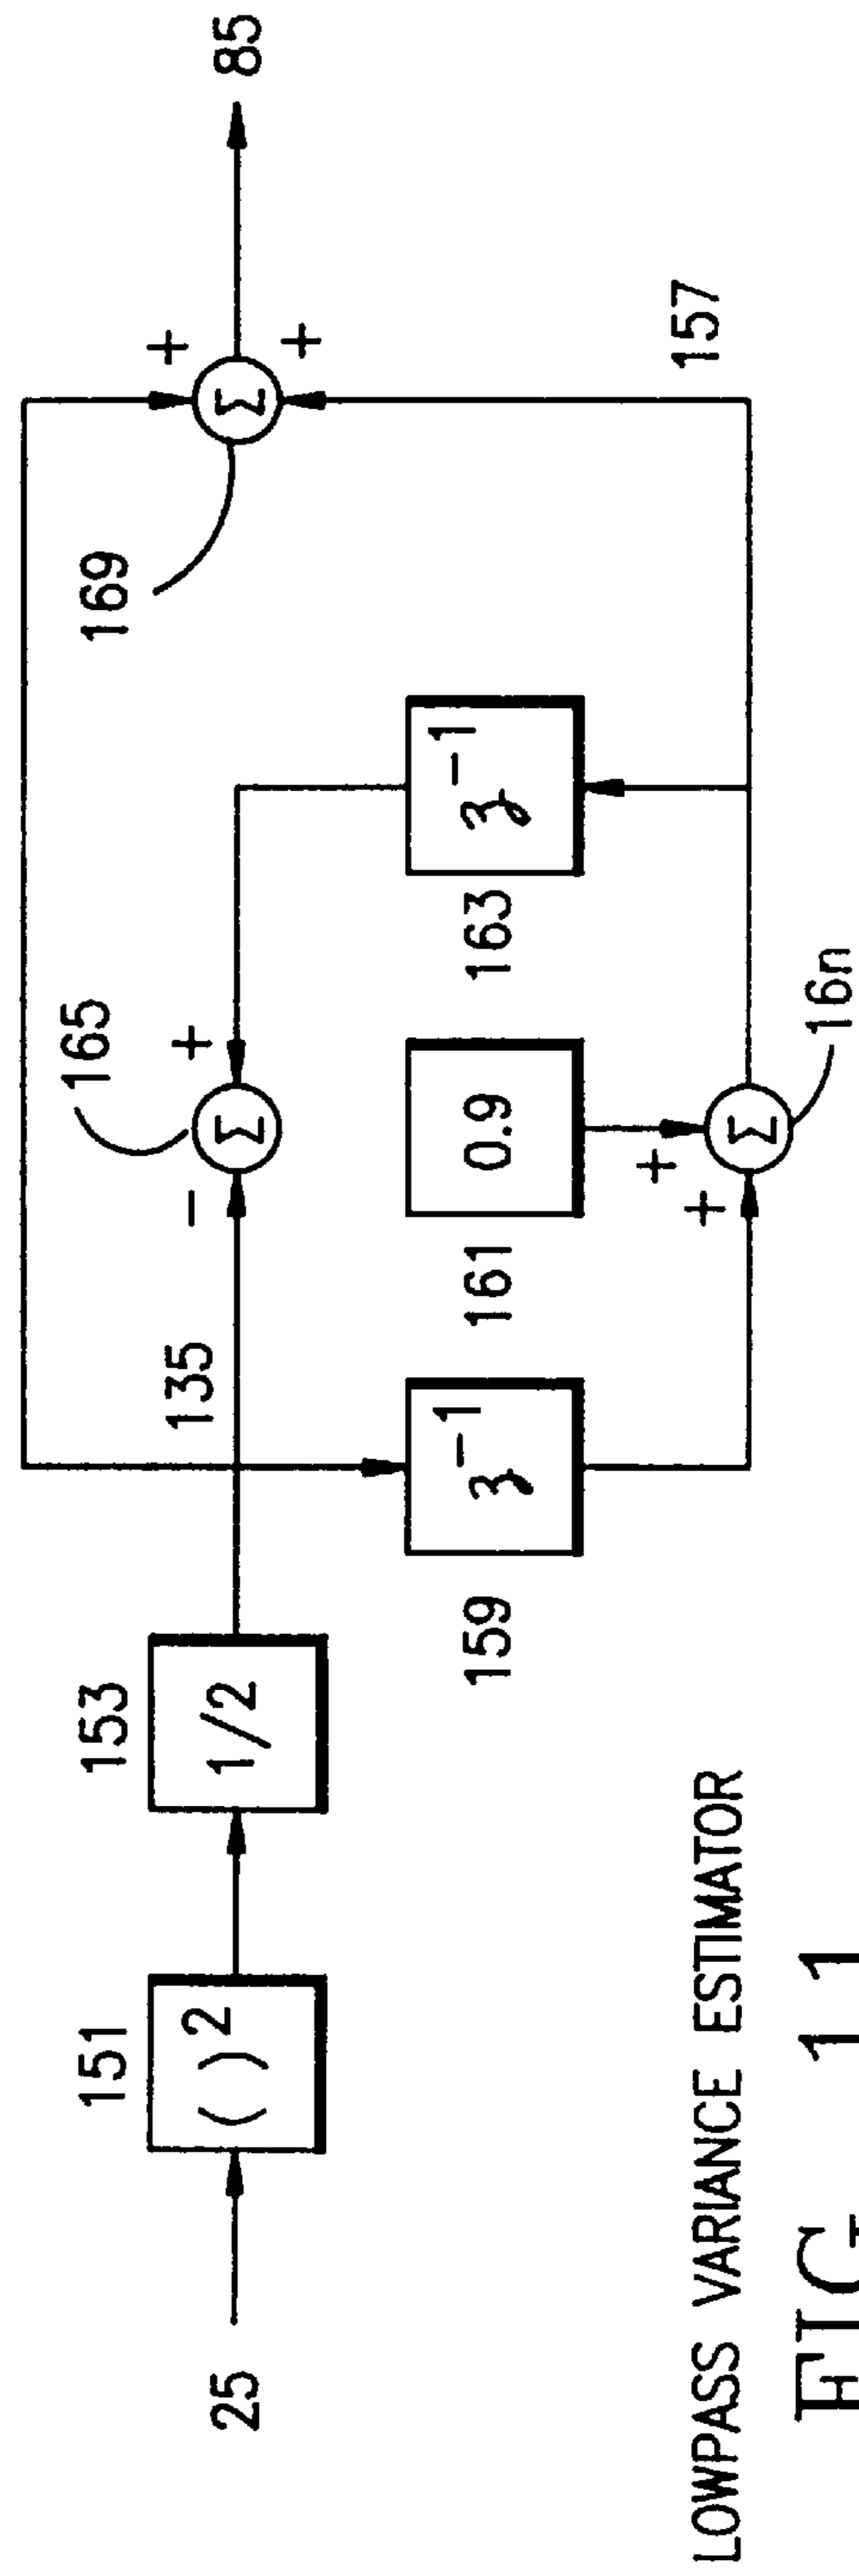 25
151
( )²
153
1/2
135
165
-
+
Σ
169
+
+
Σ
85
159
z⁻¹
161
0.9
163
z⁻¹
+
+
Σ
16n
157
LOWPASS VARIANCE ESTIMATOR
FIG. 11